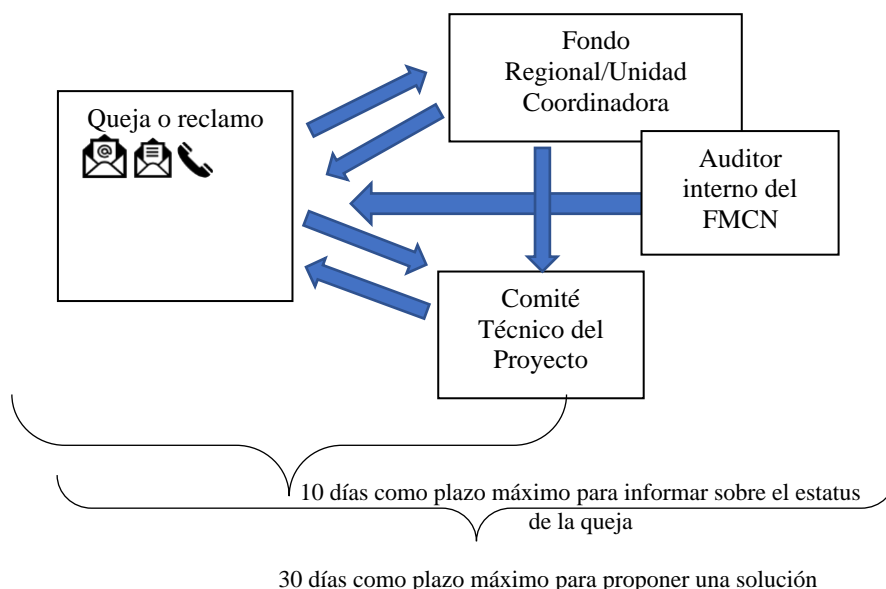 Fondo
Regional/Unidad
Coordinadora
Queja o reclamo
@
Auditor
interno del
FMCN
Comité
Técnico del
Proyecto
10 días como plazo máximo para informar sobre el estatus
de la queja
30 días como plazo máximo para proponer una solución